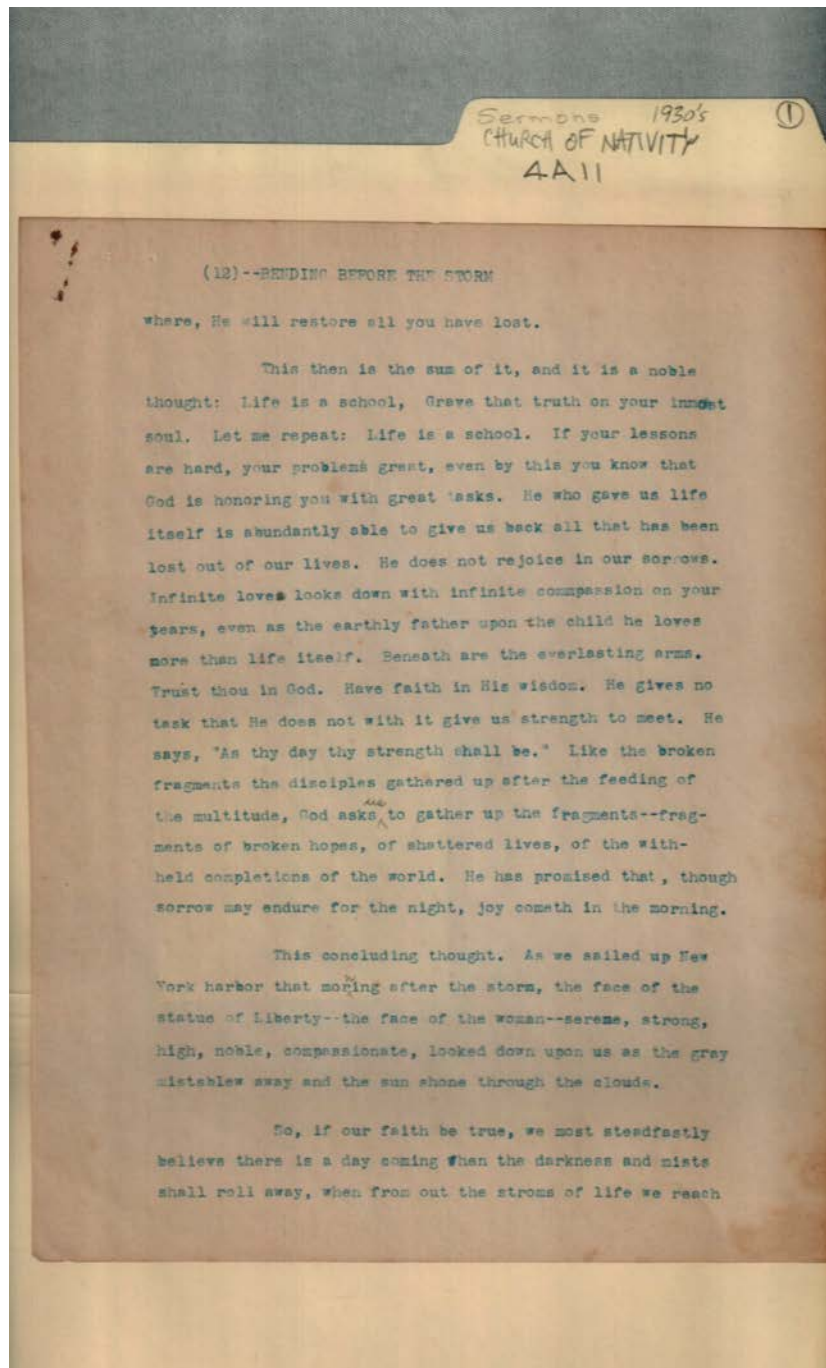 Sermons 1930's ①
CHURCH OF NATIVITY
4A11
(12)--BENDING BEFORE THE STORM
where, He will restore all you have lost.
This then is the sum of it, and it is a noble
thought: Life is a school, Grave that truth on your inmost
soul. Let me repeat: Life is a school. If your lessons
are hard, your problems great, even by this you know that
God is honoring you with great tasks. He who gave us life
itself is abundantly able to give us back all that has been
lost out of our lives. He does not rejoice in our sorrows.
Infinite loves looks down with infinite commpassion on your
tears, even as the earthly father upon the child he loves
more than life itself. Beneath are the everlasting arms.
Trust thou in God. Have faith in His wisdom. He gives no
task that He does not with it give us strength to meet. He
says, "As thy day thy strength shall be." Like the broken
fragments the disciples gathered up after the feeding of
the multitude, God asks us to gather up the fragments--frag-
ments of broken hopes, of shattered lives, of the with-
held completions of the world. He has promised that, though
sorrow may endure for the night, joy cometh in the morning.
This concluding thought. As we sailed up New
York harbor that morning after the storm, the face of the
statue of Liberty--the face of the woman--sereme, strong,
high, noble, compassionate, looked down upon us as the gray
mistsblew away and the sun shone through the clouds.
So, if our faith be true, we most steadfastly
believe there is a day coming when the darkness and mists
shall roll away, when from out the stroms of life we reach